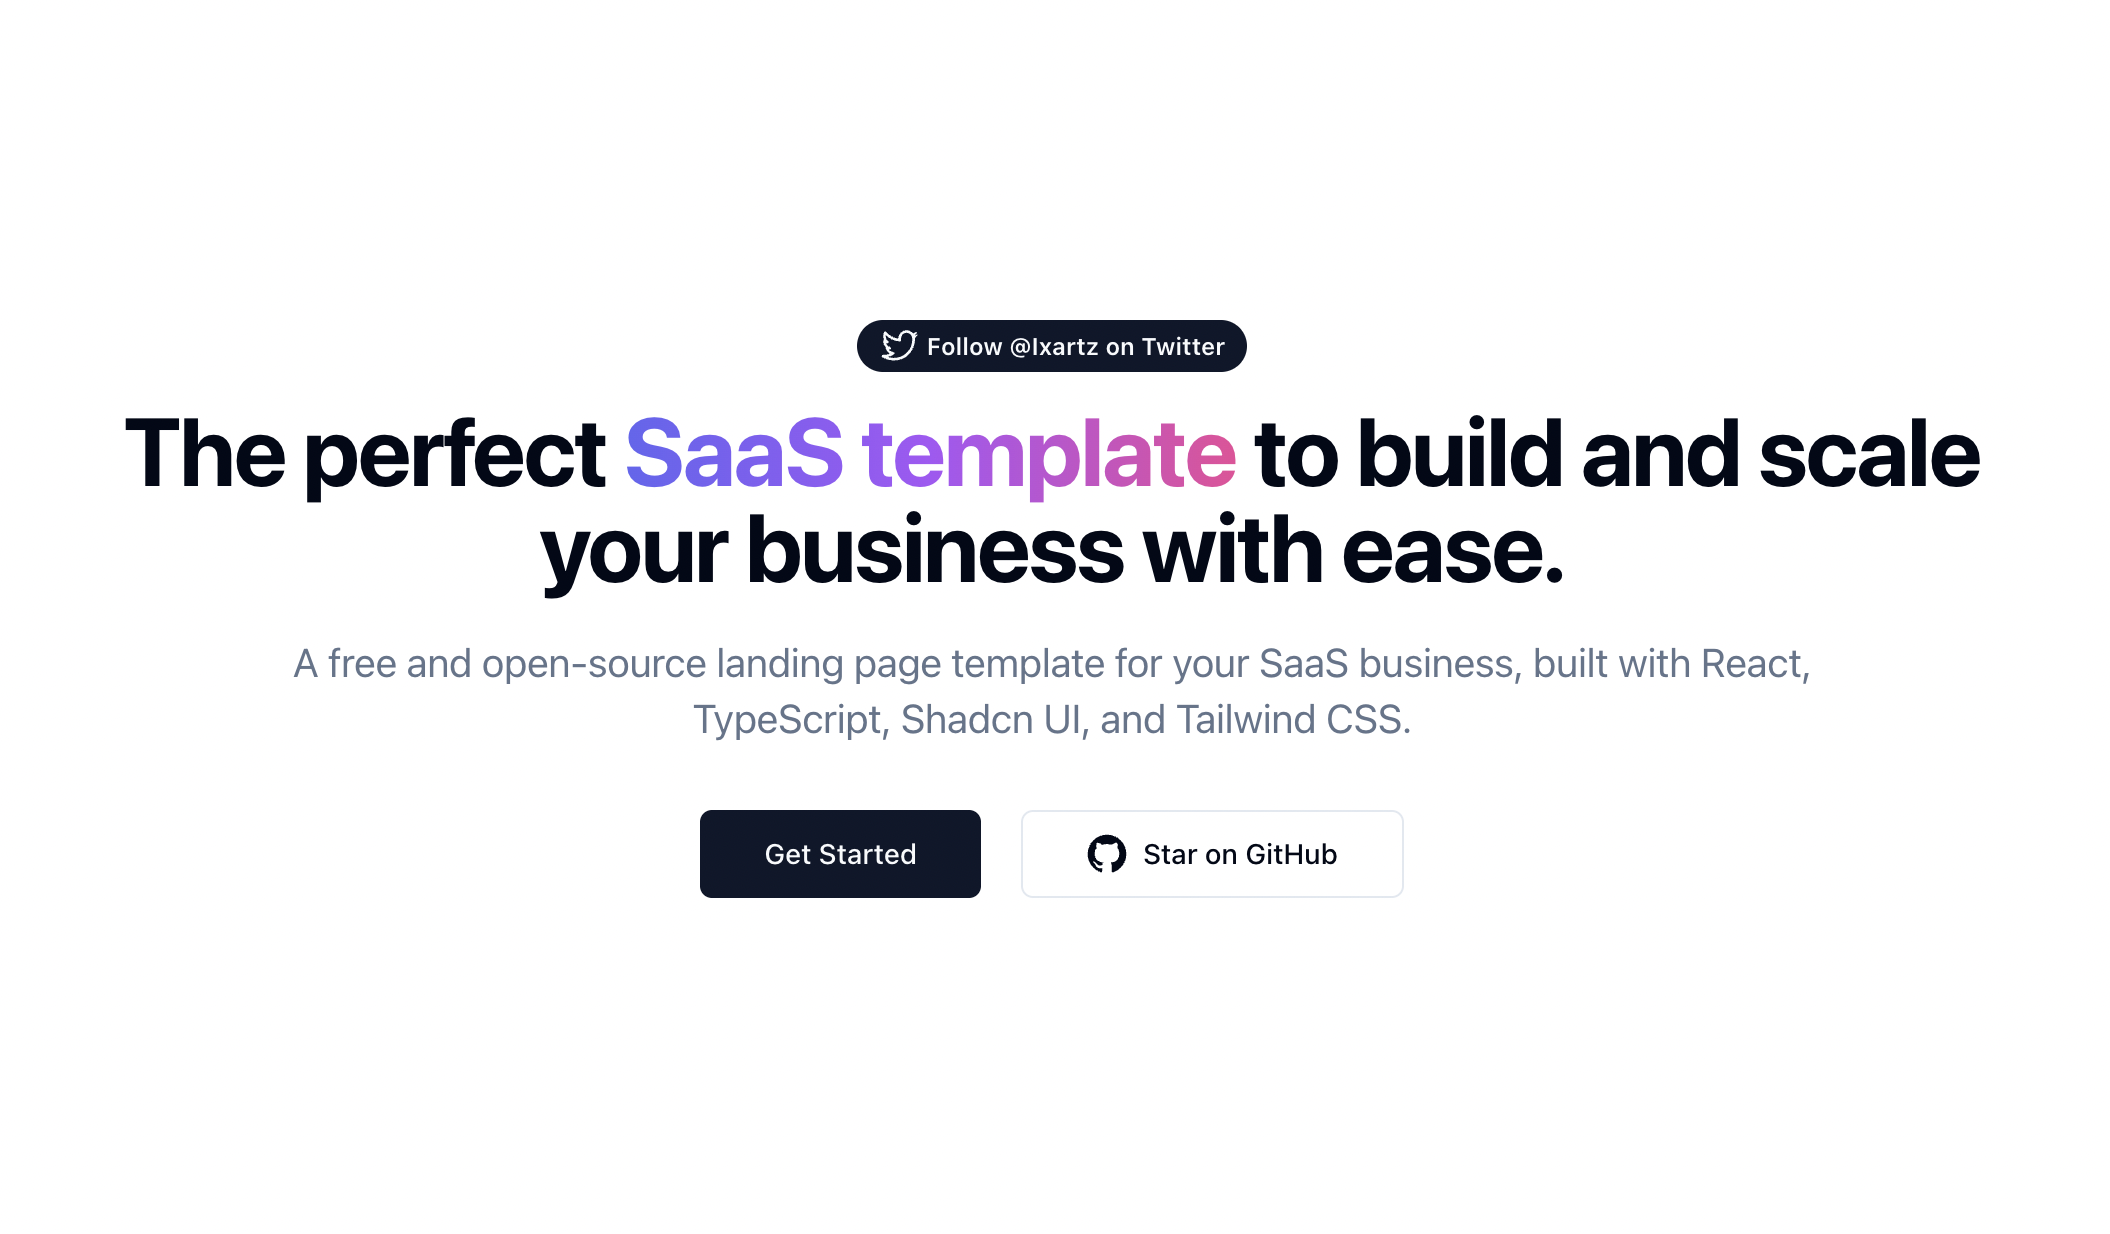 Follow @Ixartz on Twitter
The perfect SaaS template to build and scale
your business with ease.
A free and open-source landing page template for your SaaS business, built with React,
TypeScript, Shadcn UI, and Tailwind CSS.
Get Started
Star on GitHub